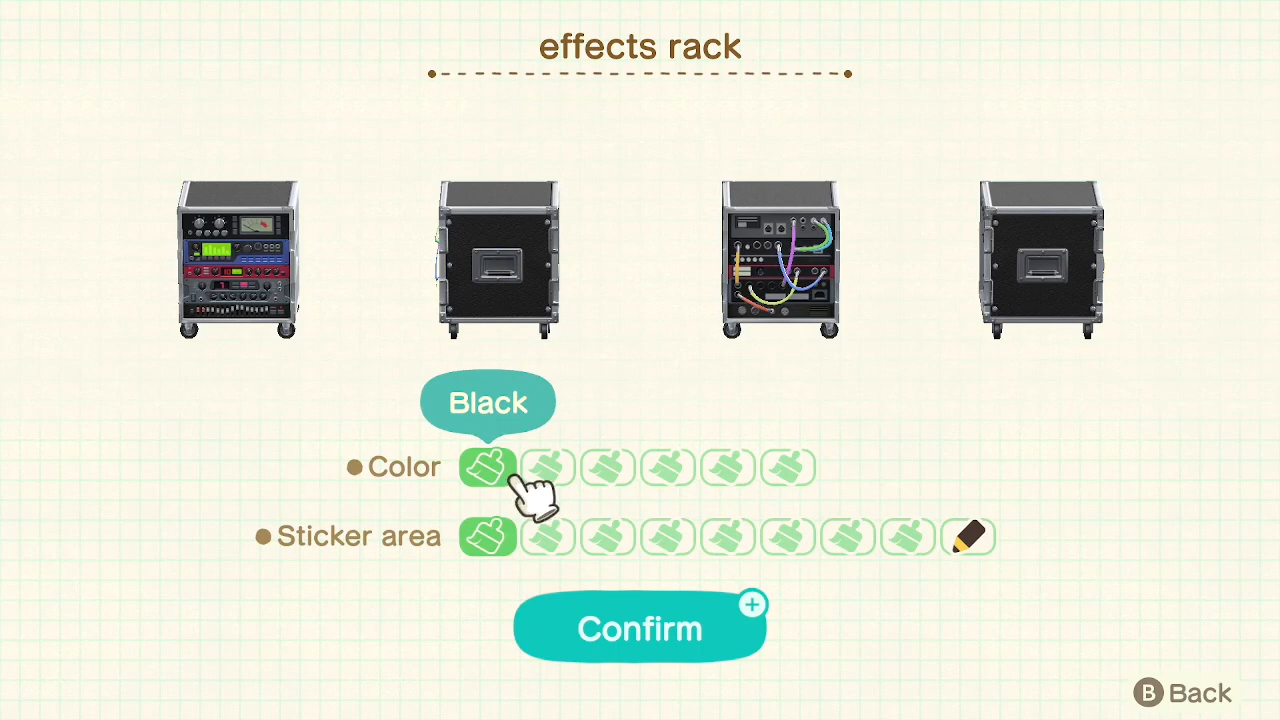 effects rack
Black
Color
Sticker area
Confirm
B Back